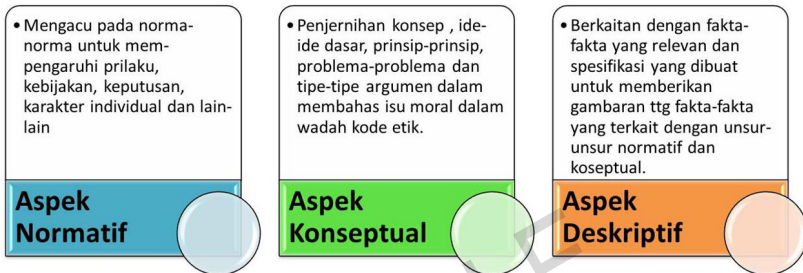 • Mengacu pada norma-
norma untuk mem-
pengaruhi prilaku,
kebijakan, keputusan,
karakter individual dan lain-
lain
Aspek
Normatif
• Penjernihan konsep , ide-
ide dasar, prinsip-prinsip,
problema-problema dan
tipe-tipe argumen dalam
membahas isu moral dalam
wadah kode etik.
Aspek
Konseptual
• Berkaitan dengan fakta-
fakta yang relevan dan
spesifikasi yang dibuat
untuk memberikan
gambaran ttg fakta-fakta
yang terkait dengan unsur-
unsur normatif dan
koseptual.
Aspek
Deskriptif